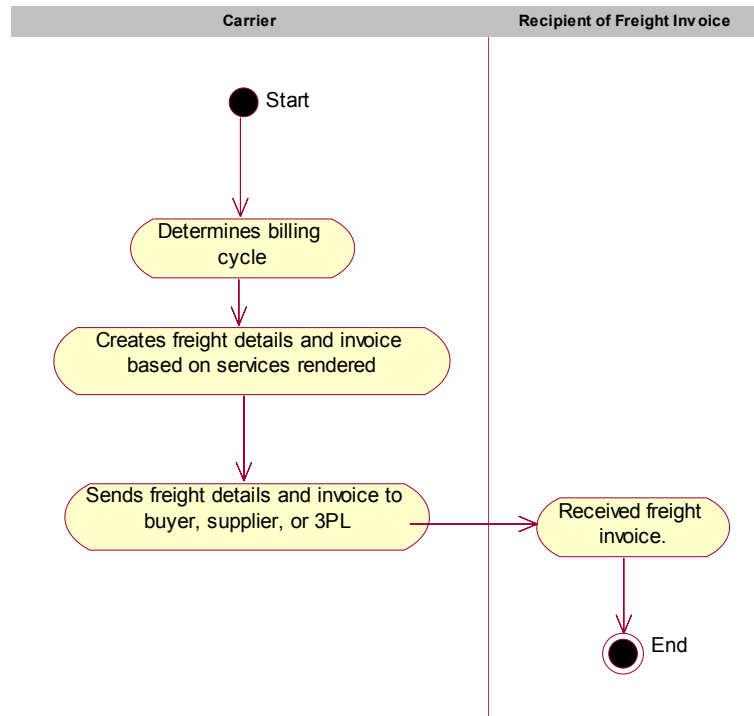 Carrier
Recipient of Freight Invoice
Start
Determines billing
cycle
Creates freight details and invoice
based on services rendered
Sends freight details and invoice to
buyer, supplier, or 3PL
Received freight
invoice.
End